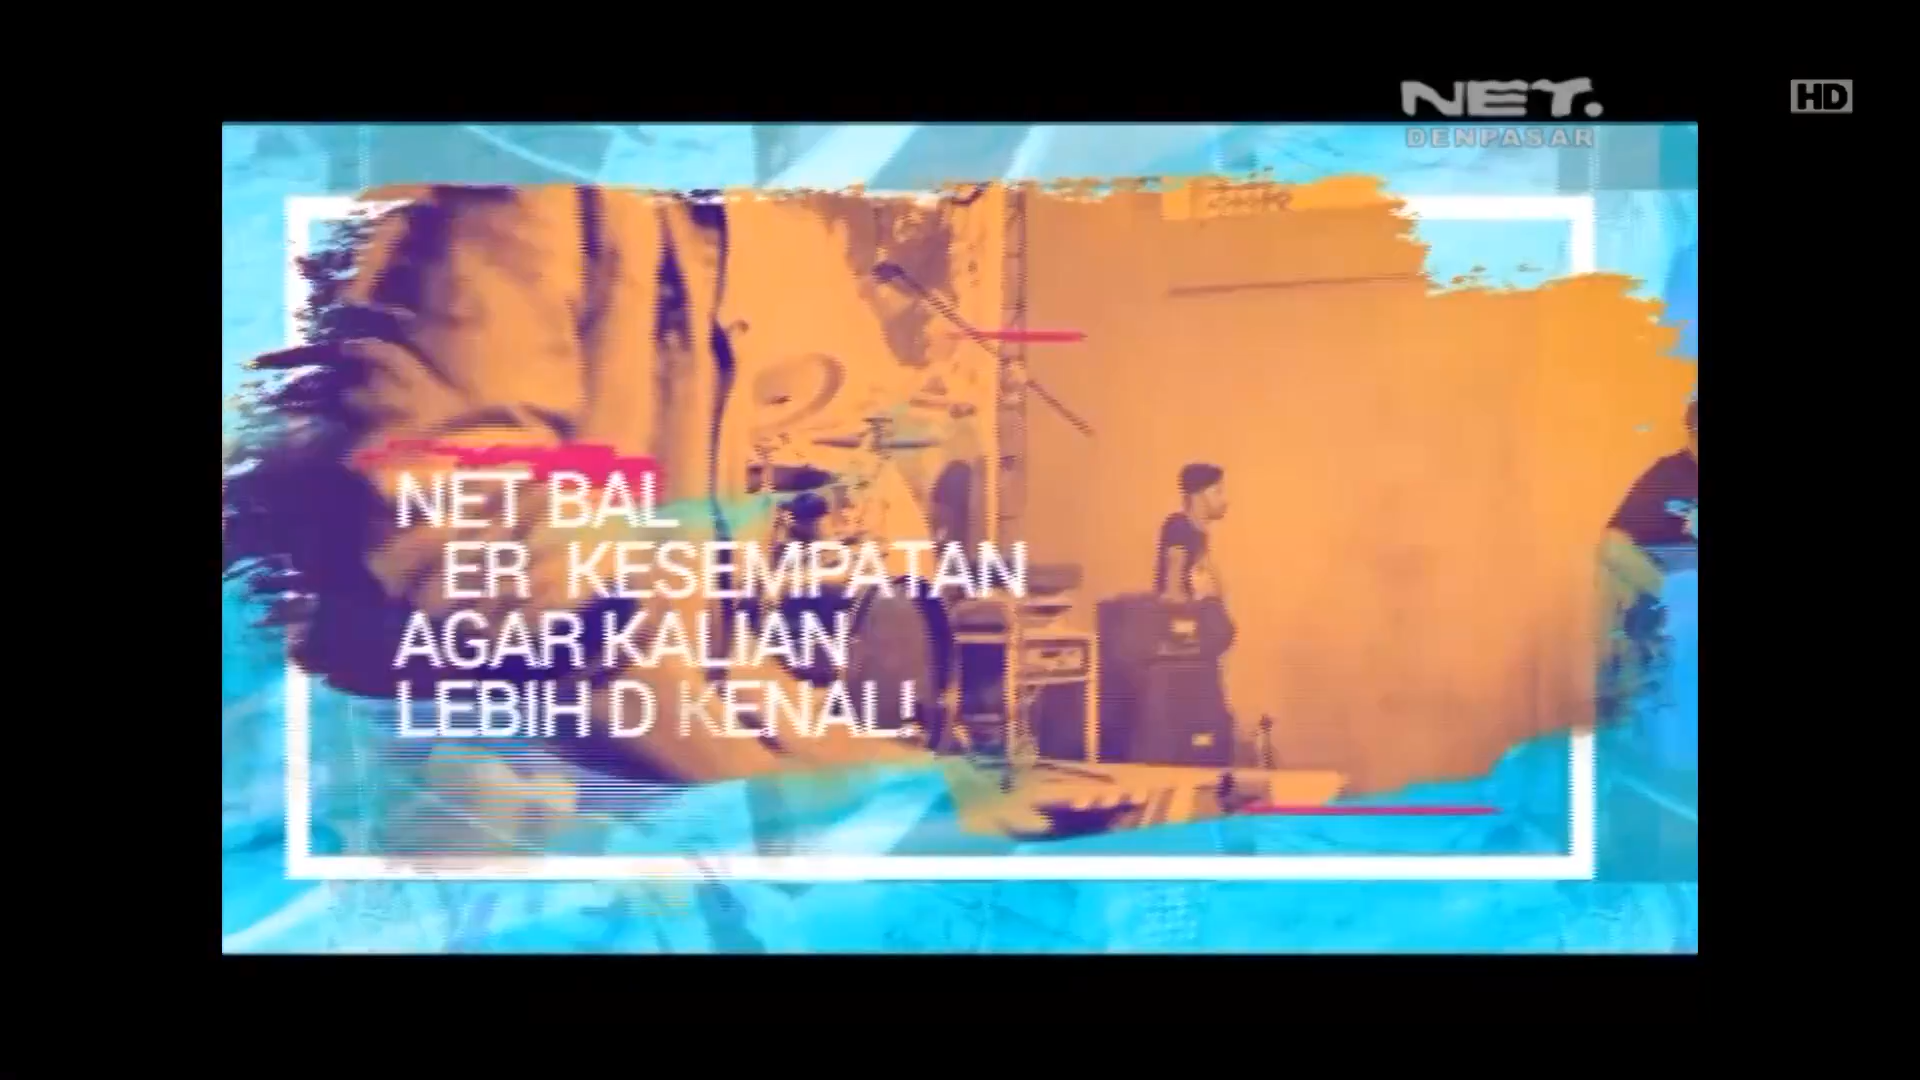 NET.
DENPASAR
HD
NET BAL
ER KESEMPATAN
AGAR KALIAN
LEBIH D KENAL!